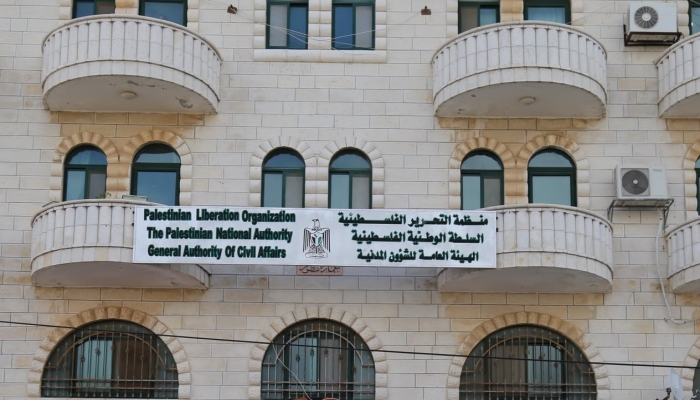 Palestinian Liberation Organization
The Palestinian National Authority
General Authority Of Civil Affairs
منظمة التحرير الفلسطينية
السلطة الوطنية الفلسطينية
الهيئة العامة للشؤون المدنية